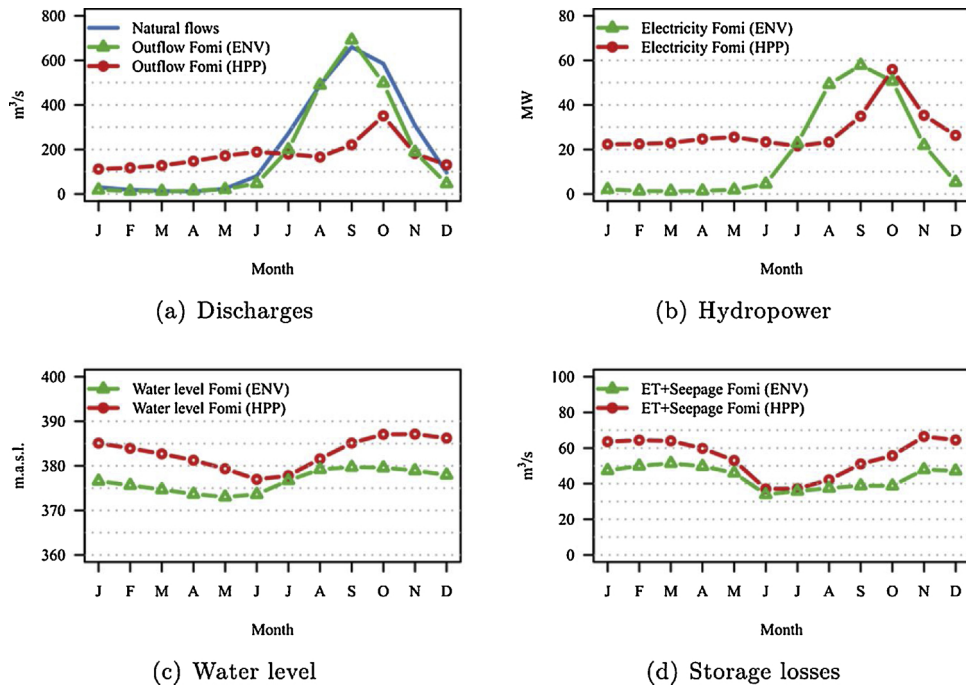 800
600
400
200
0
m³/s
Natural flows
Outflow Fomi (ENV)
Outflow Fomi (HPP)
J F M A M J J A S O N D
Month
(a) Discharges
80
60
40
20
0
MW
Electricity Fomi (ENV)
Electricity Fomi (HPP)
J F M A M J J A S O N D
Month
(b) Hydropower
400
390
380
370
360
m.a.s.l.
Water level Fomi (ENV)
Water level Fomi (HPP)
J F M A M J J A S O N D
Month
(c) Water level
100
80
60
40
20
0
m³/s
ET+Seepage Fomi (ENV)
ET+Seepage Fomi (HPP)
J F M A M J J A S O N D
Month
(d) Storage losses